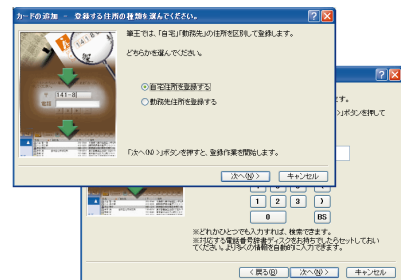 カードの追加 - 登録する住所の種類を選んでください。
筆王では、「自宅」「勤務先」の住所を区別して登録します。
どちらかを選んでください。
自宅住所を登録する
勤務先住所を登録する
「次へ(N) >」ボタンを押すと、登録作業を開始します。
次へ(N) >
キャンセル
す。
>」ボタンを押して
1 2 3 )
0 BS
※どれかひとつでも入力すれば、検索できます。
※対応する電話番号辞書ディスクをお持ちでしたらセットしておい
てください。より多くの情報を自動的に入力できます。
< 戻る(B)
次へ(N) >
キャンセル